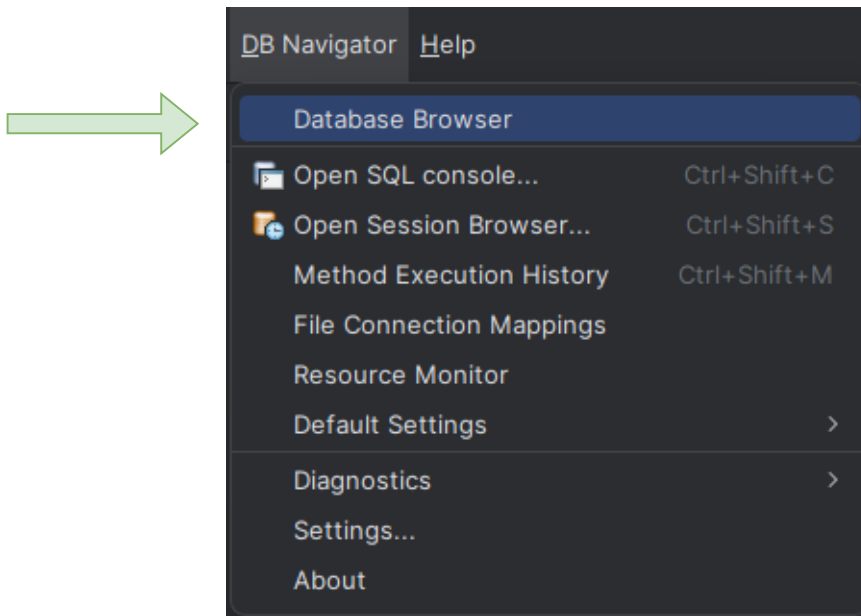 DB Navigator Help
Database Browser
Open SQL console... Ctrl+Shift+C
Open Session Browser... Ctrl+Shift+S
Method Execution History Ctrl+Shift+M
File Connection Mappings
Resource Monitor
Default Settings
Diagnostics
Settings...
About